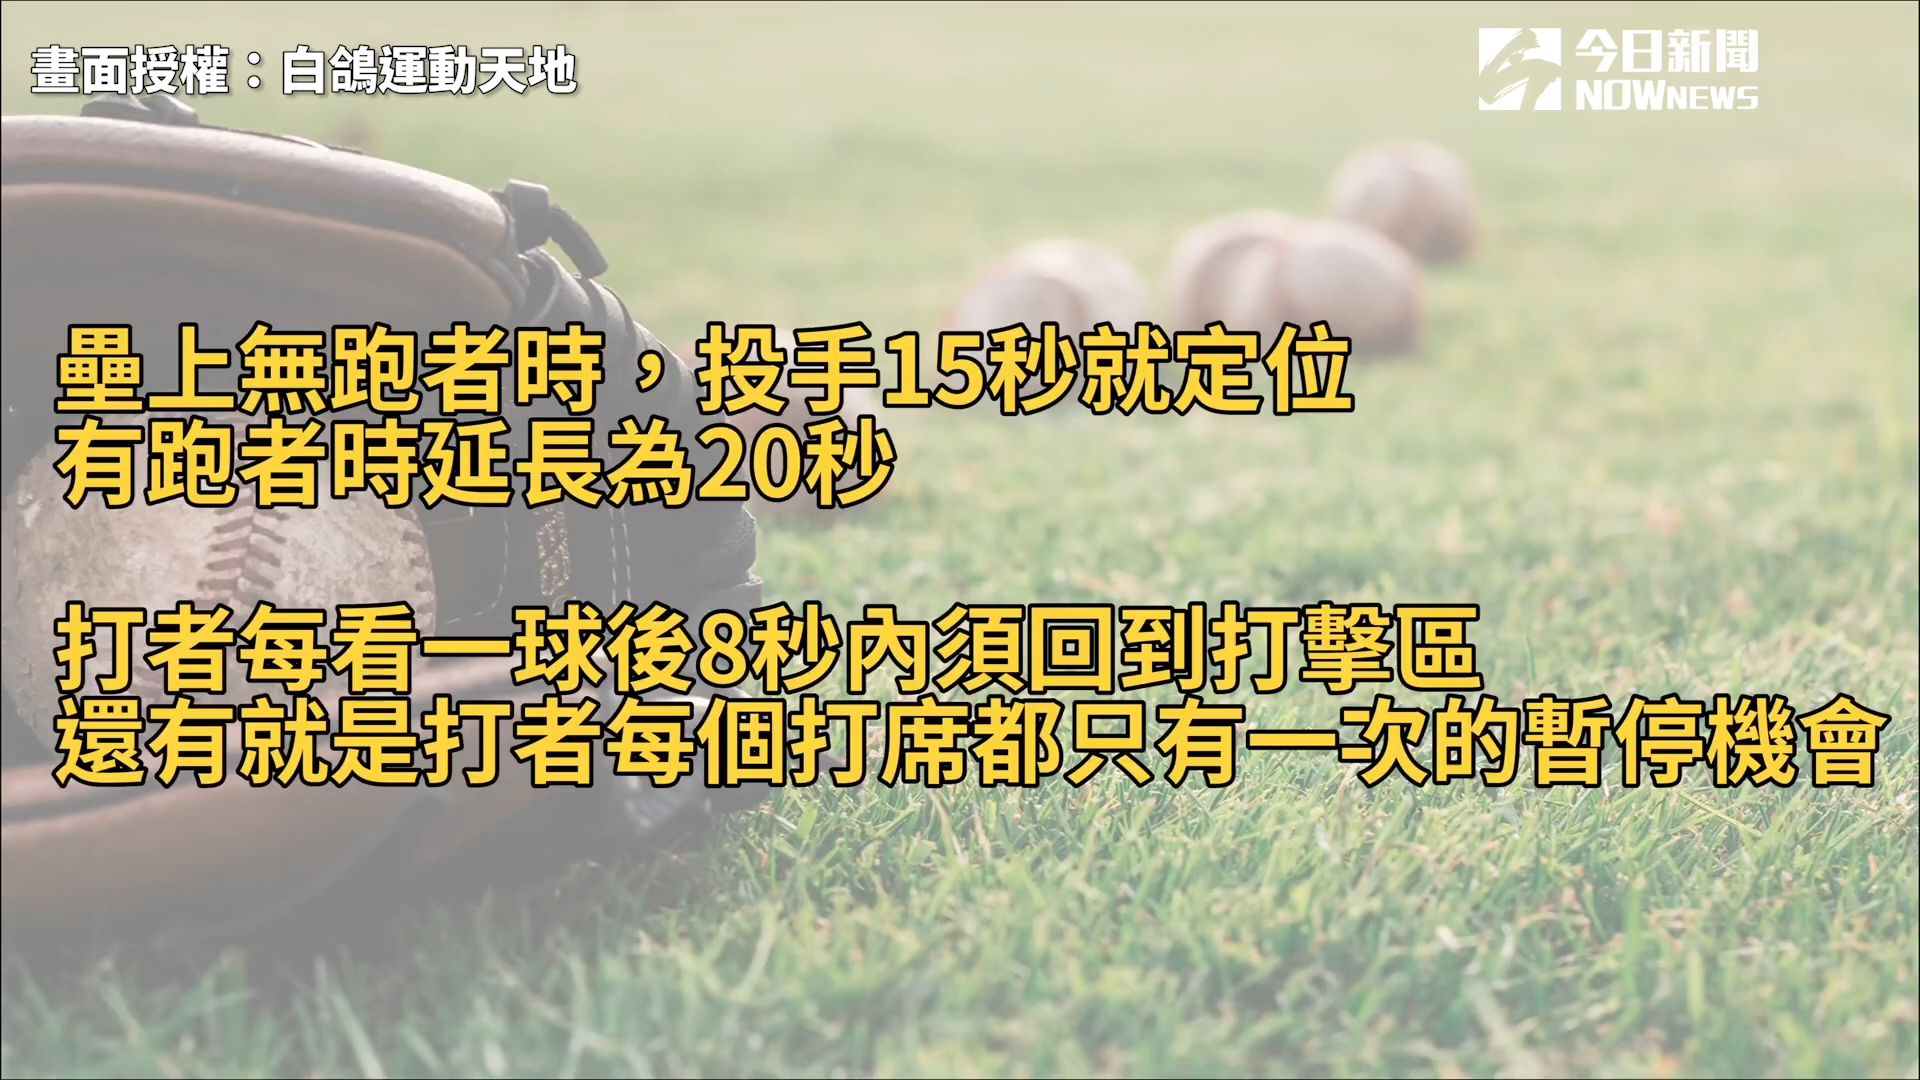 畫面授權：白鴿運動天地
今日新聞
NOWNEWS
壘上無跑者時，投手15秒就定位
有跑者時延長為20秒
打者每看一球後8秒內須回到打擊區
還有就是打者每個打席都只有一次的暫停機會